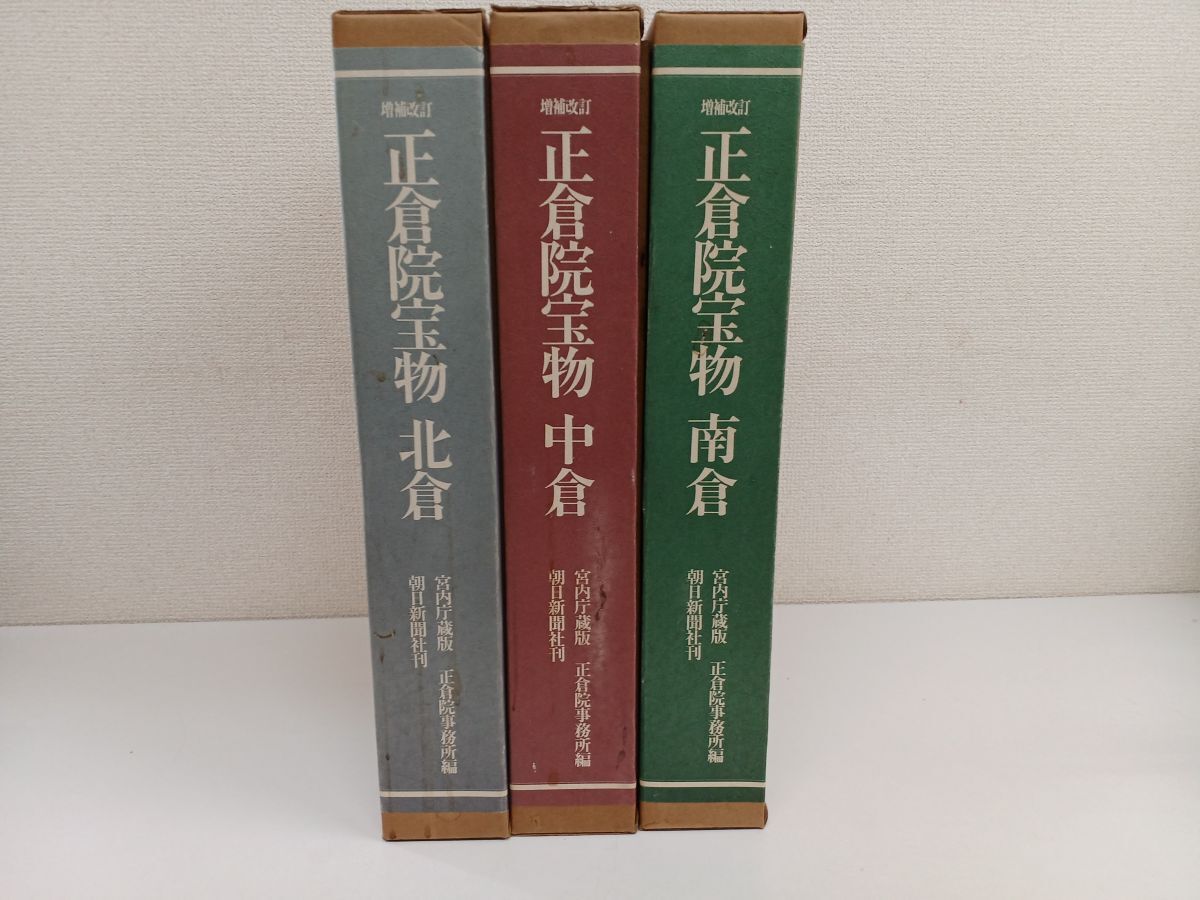 増補改訂
正倉院宝物 北倉
宮内庁蔵版 正倉院事務所編
朝日新聞社刊
増補改訂
正倉院宝物 中倉
宮内庁蔵版 正倉院事務所編
朝日新聞社刊
増補改訂
正倉院宝物 南倉
宮内庁蔵版 正倉院事務所編
朝日新聞社刊